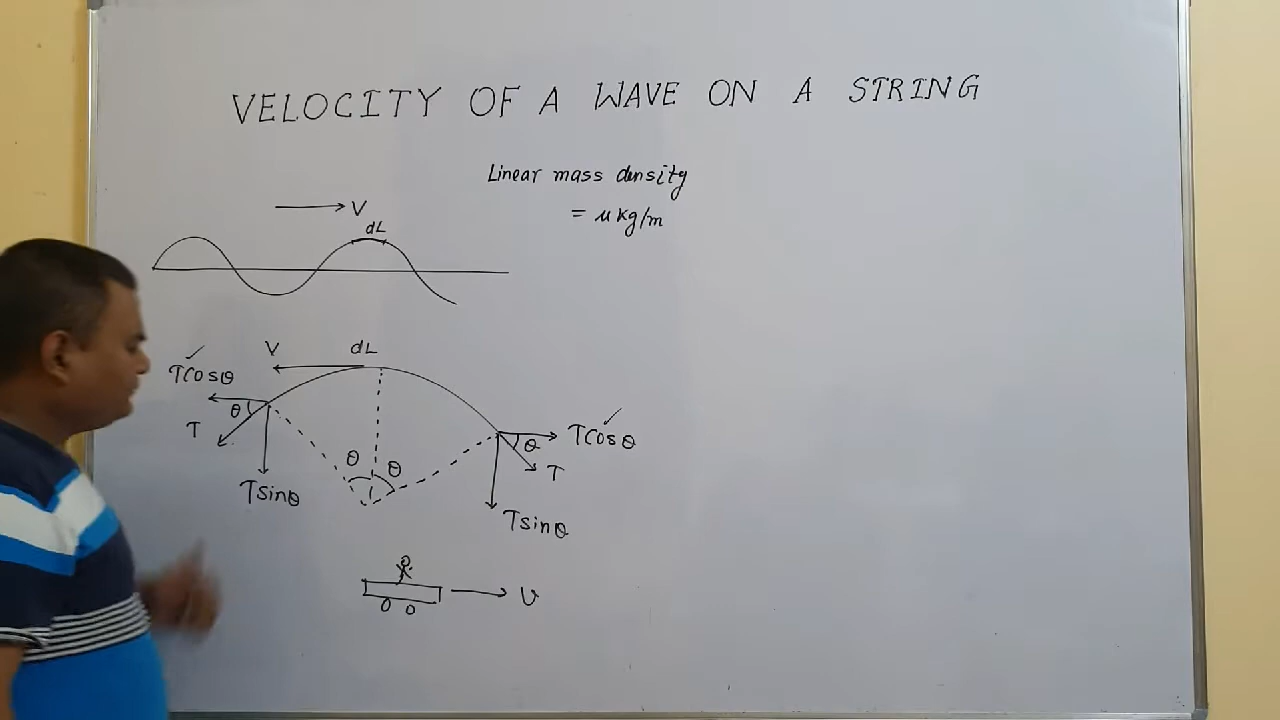 VELOCITY OF A WAVE ON A STRING
Linear mass density
= μ kg/m
V
dL
V
dL
Tcosθ
θ
T
Tsinθ
θ
θ
Tcosθ
θ
T
Tsinθ
v